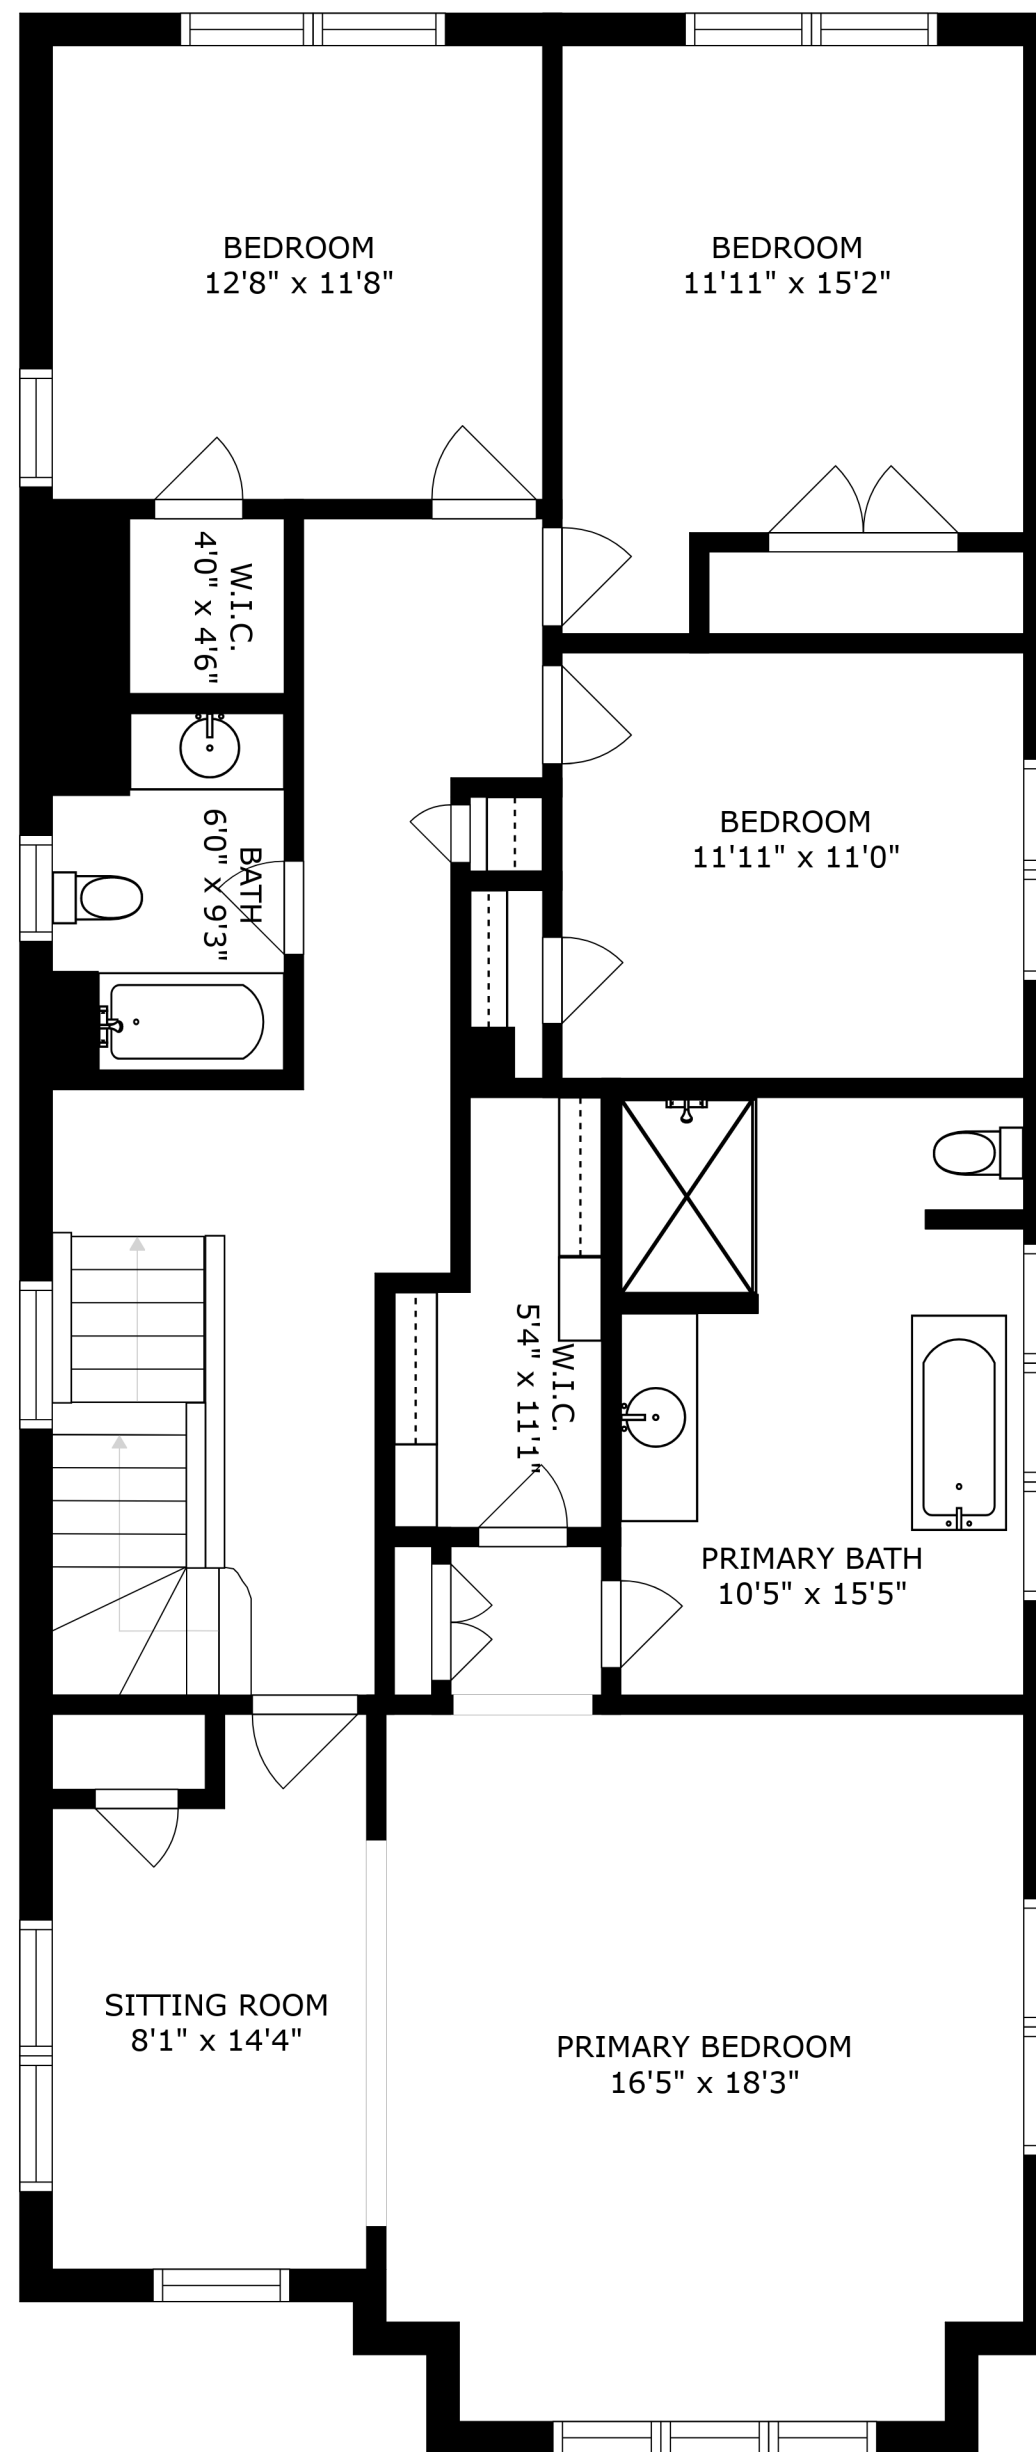 BEDROOM
12'8" x 11'8"
BEDROOM
11'11" x 15'2"
W.I.C.
4'0" x 4'6"
BEDROOM
11'11" x 11'0"
BATH
6'0" x 9'3"
W.I.C.
5'4" x 11'1"
PRIMARY BATH
10'5" x 15'5"
SITTING ROOM
8'1" x 14'4"
PRIMARY BEDROOM
16'5" x 18'3"